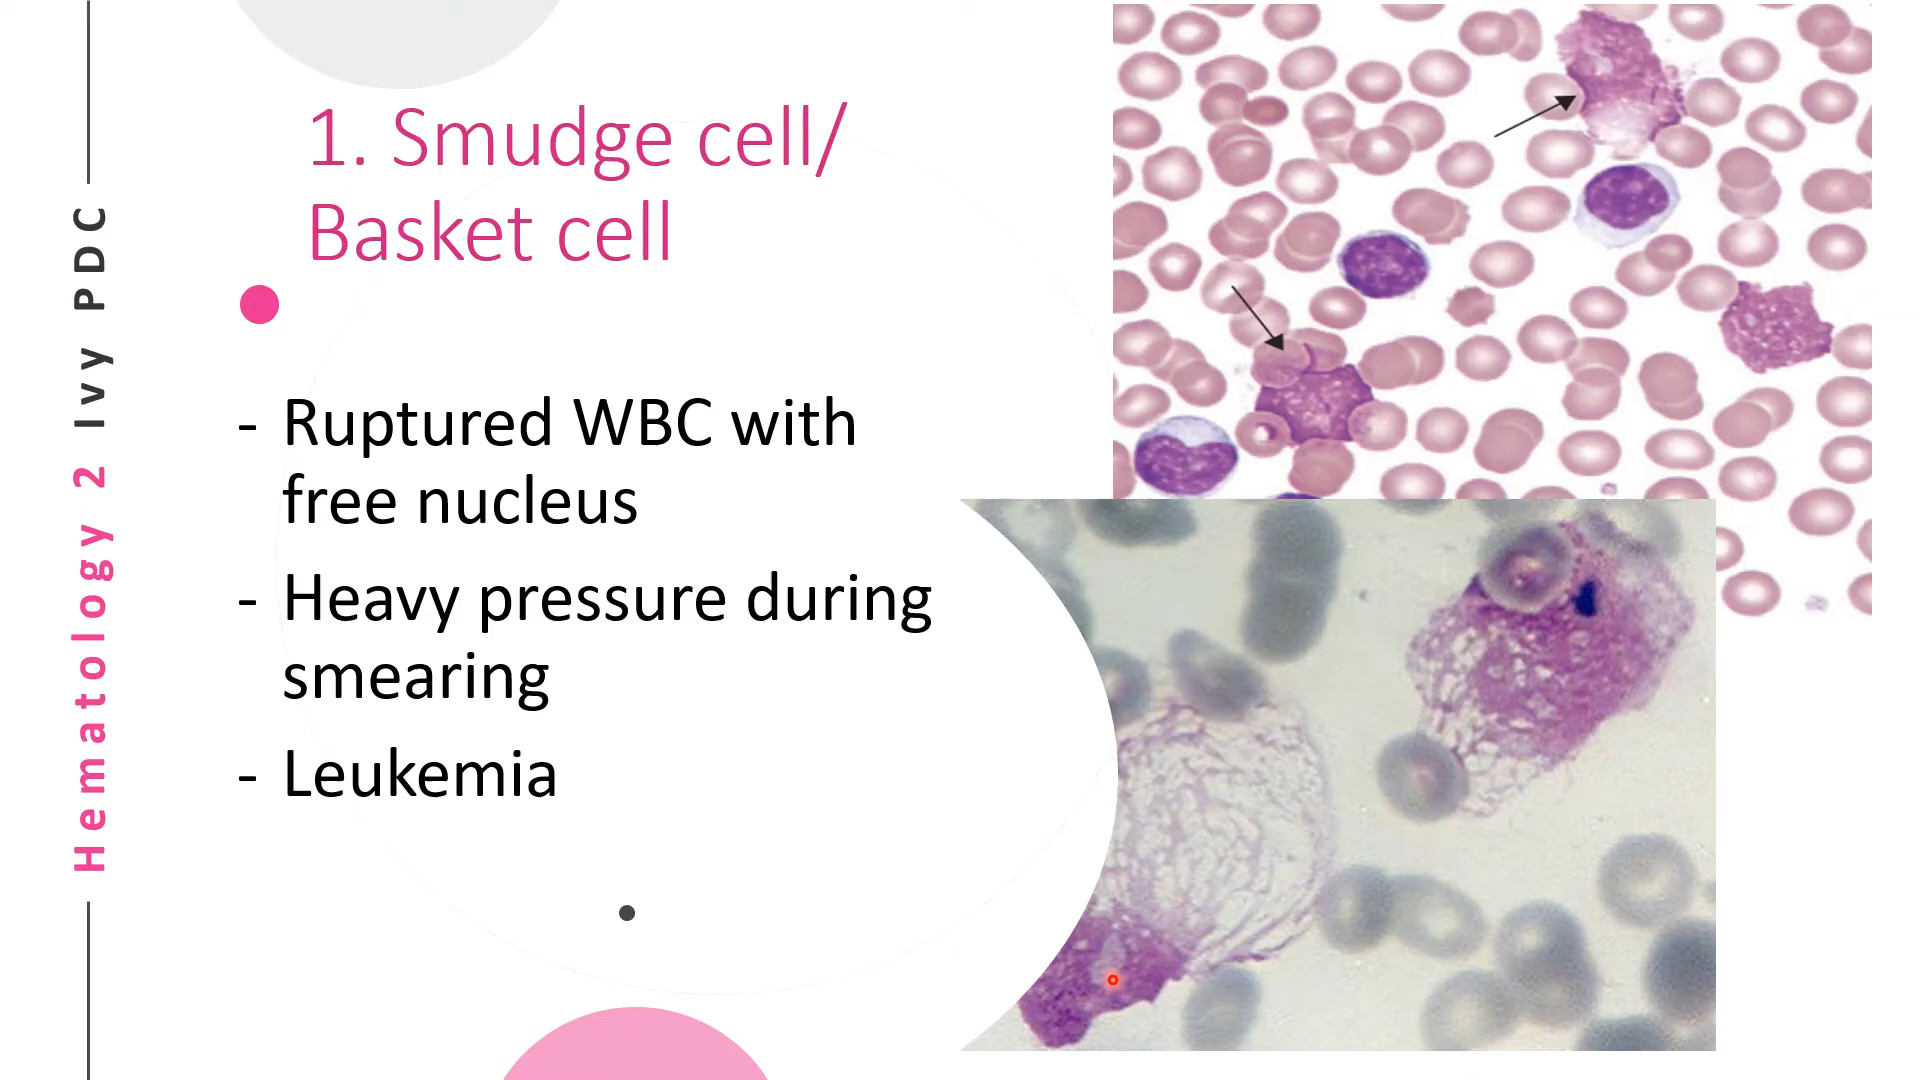 Hematology 2 Ivy PDC
1. Smudge cell/
Basket cell
- Ruptured WBC with
free nucleus
- Heavy pressure during
smearing
- Leukemia